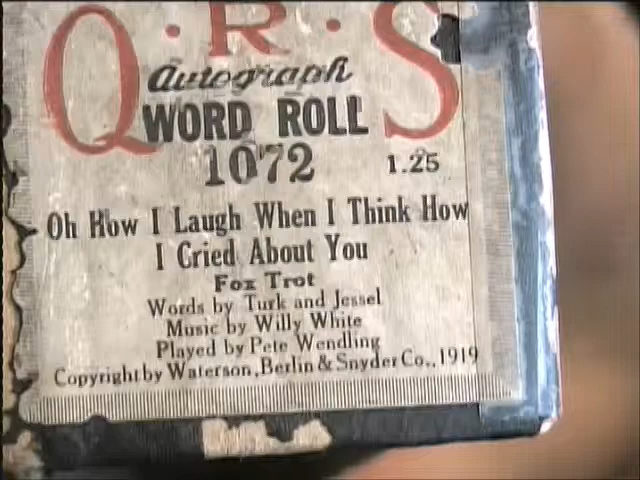 Q·R·S
Autograph
WORD ROLL
1072 1.25
Oh How I Laugh When I Think How
I Cried About You
Fox Trot
Words by Turk and Jessel
Music by Willy White
Played by Pete Wendling
Copyright by Waterson, Berlin & Snyder Co., 1919